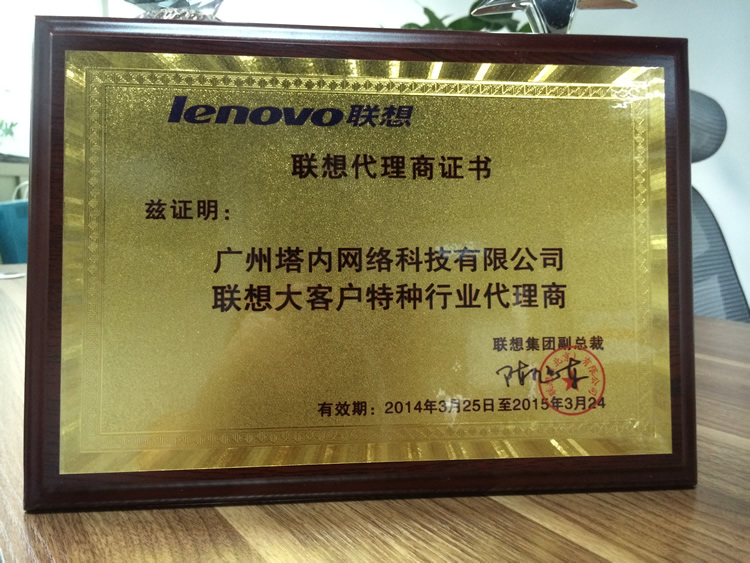 lenovo联想
联想代理商证书
兹证明：
广州塔内网络科技有限公司
联想大客户特种行业代理商
联想集团副总裁
有效期：2014年3月25日至2015年3月24